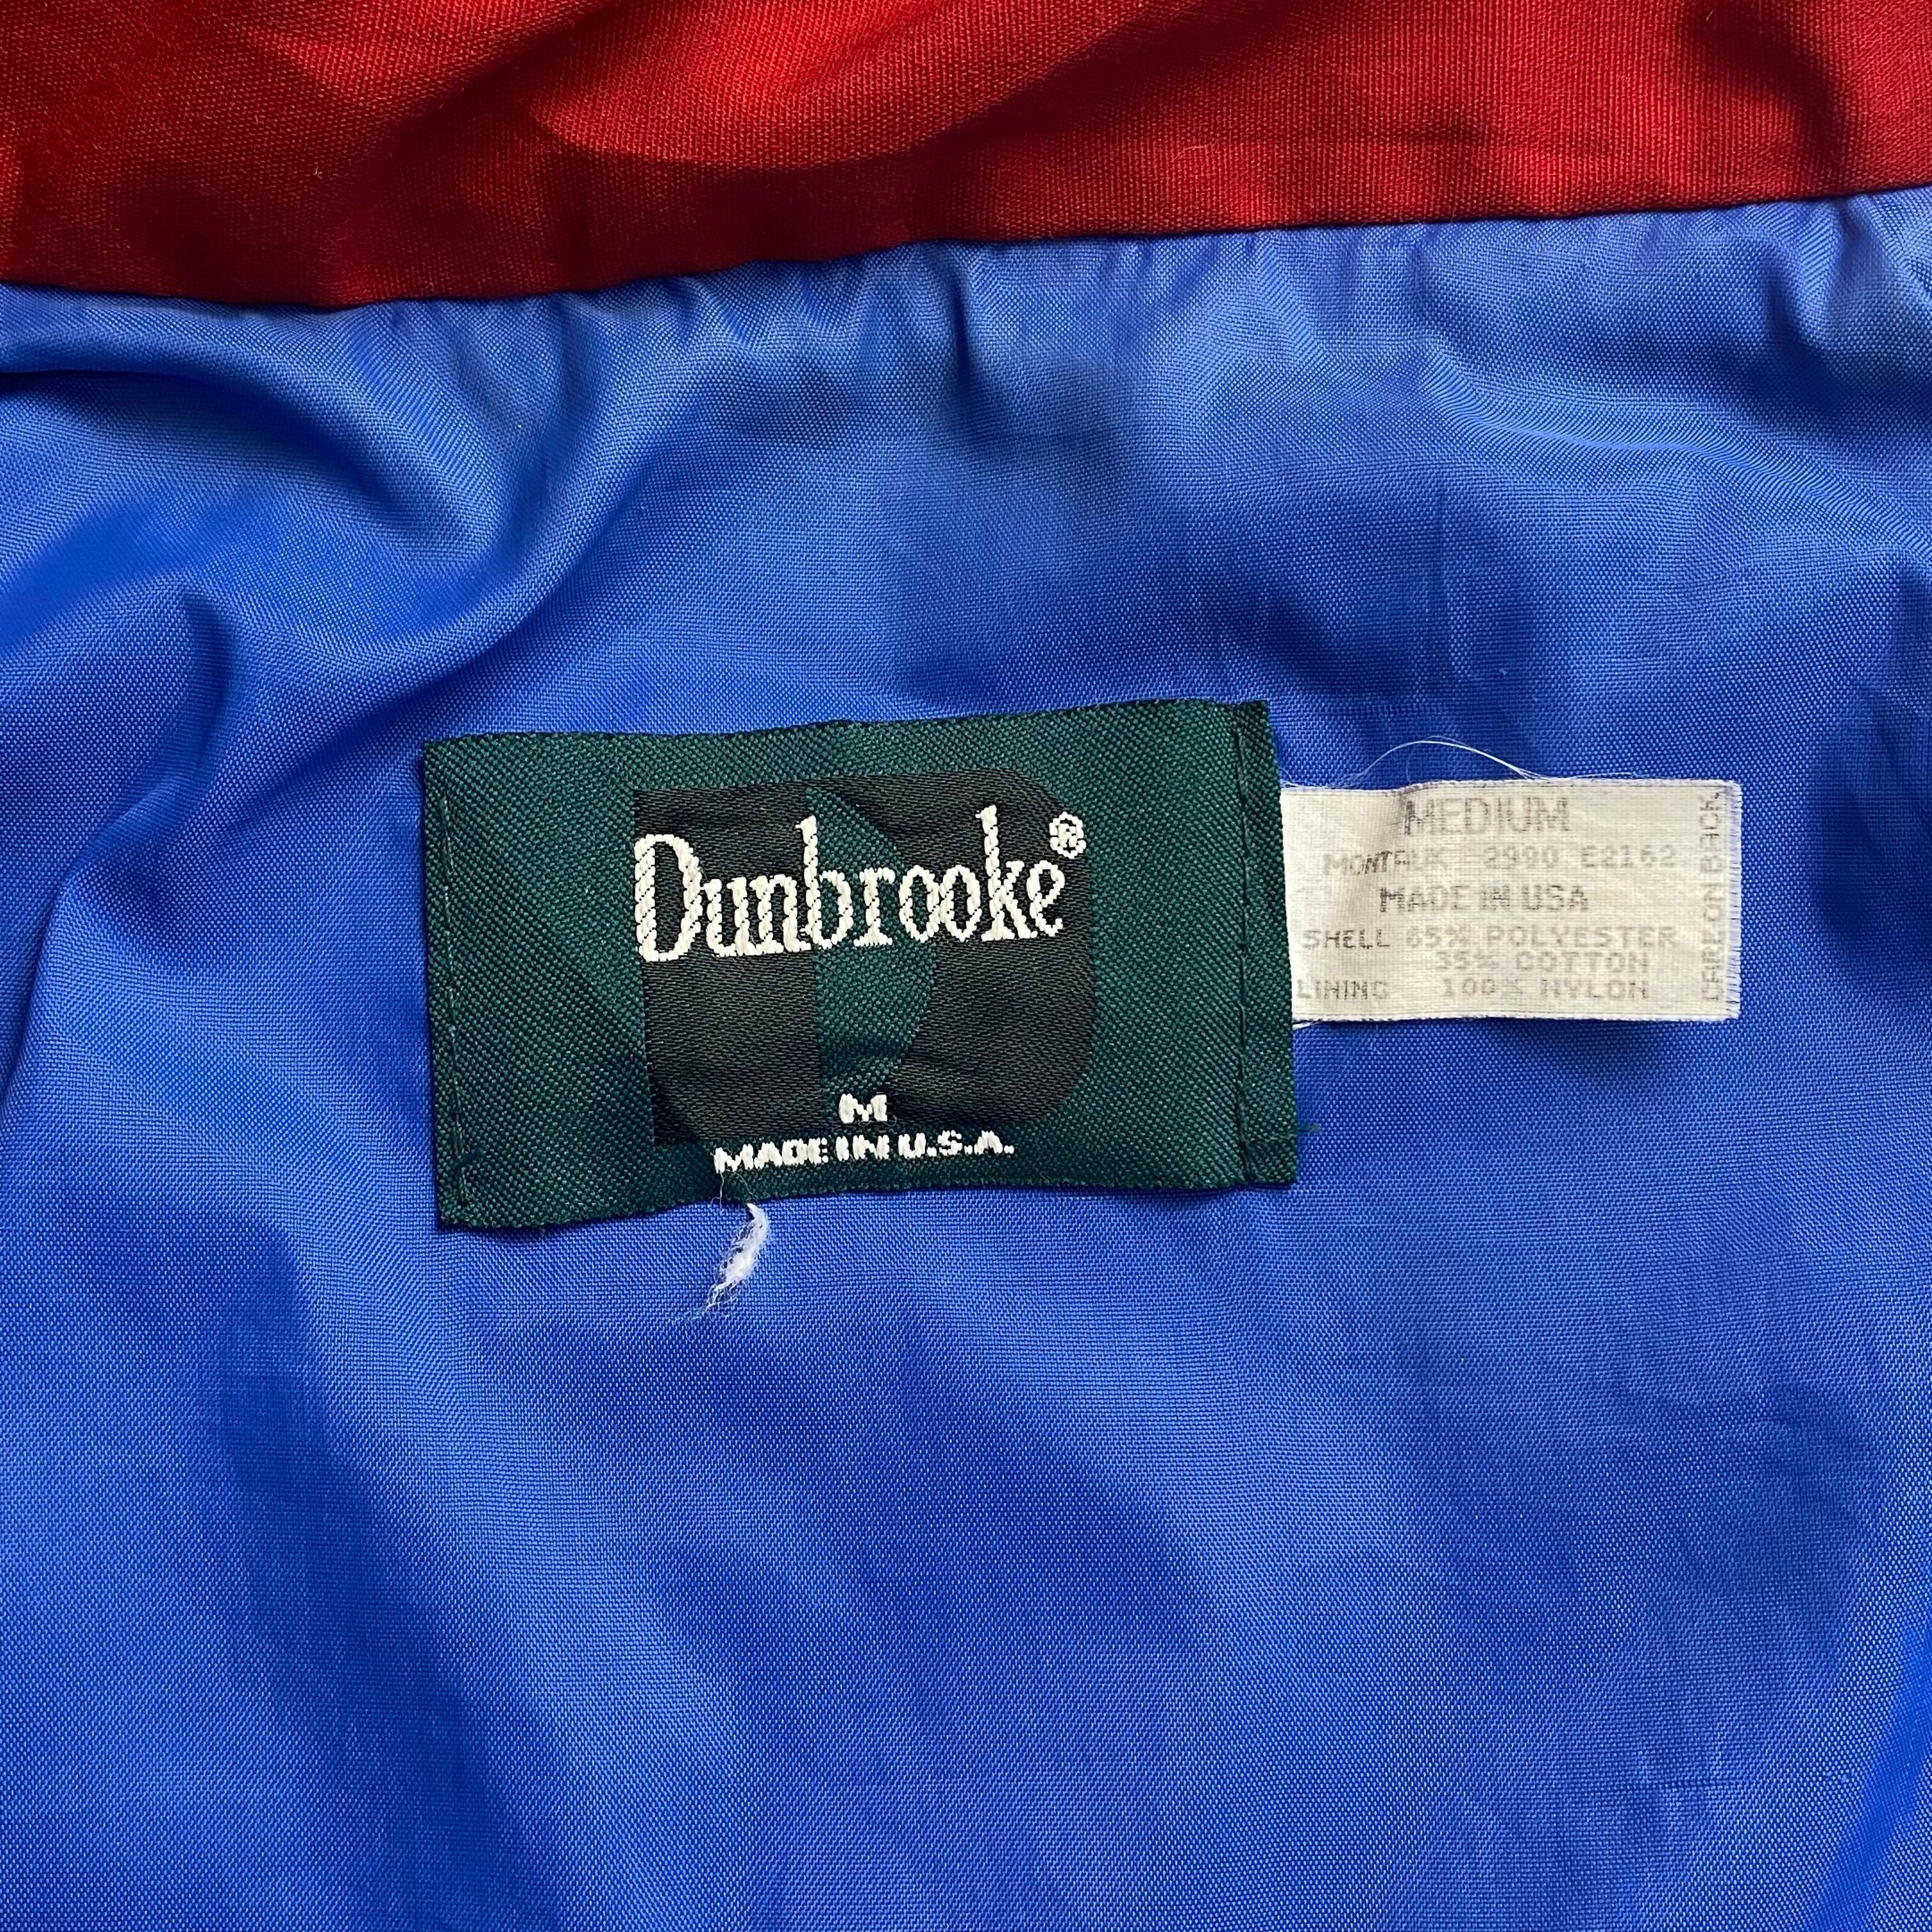 Dunbrooke®
M
MADE IN U.S.A.
MEDIUM
MONTAUK 2990 E2162
MADE IN USA
SHELL 65% POLYESTER
35% COTTON
LINING 100% NYLON
CARE ON BACK